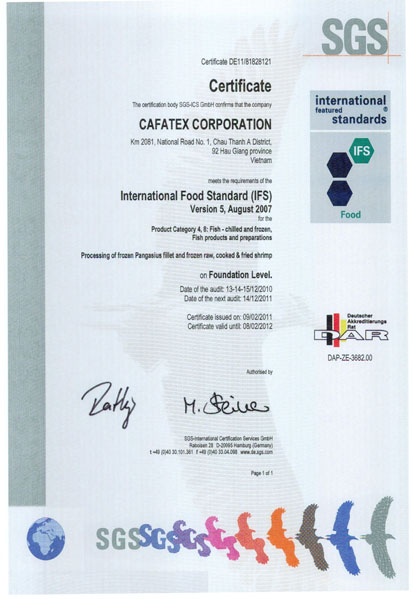 SGS
Certificate DE11/81828121
Certificate
The certification body SGS-ICS GmbH confirms that the company
CAFATEX CORPORATION
Km 2081, National Road No. 1, Chau Thanh A District,
92 Hau Giang province
Vietnam
international
featured
standards ®
IFS
Food
meets the requirements of the
International Food Standard (IFS)
Version 5, August 2007
for the
Product Category 4, 8: Fish - chilled and frozen,
Fish products and preparations
Processing of frozen Pangasius fillet and frozen raw, cooked & fried shrimp
on Foundation Level.
Date of the audit: 13-14-15/12/2010
Date of the next audit: 14/12/2011
Certificate issued on: 09/02/2011
Certificate valid until: 08/02/2012
Deutscher
Akkreditierungs
Rat
DAR
DAP-ZE-3682.00
Authorised by
SGS-International Certification Services GmbH
Raboisen 28 D-20095 Hamburg (Germany)
t +49 (0)40 33.101.361 f +49 (0)40 33.04.098 www.de.sgs.com
Page 1 of 1
SGSSGSGS